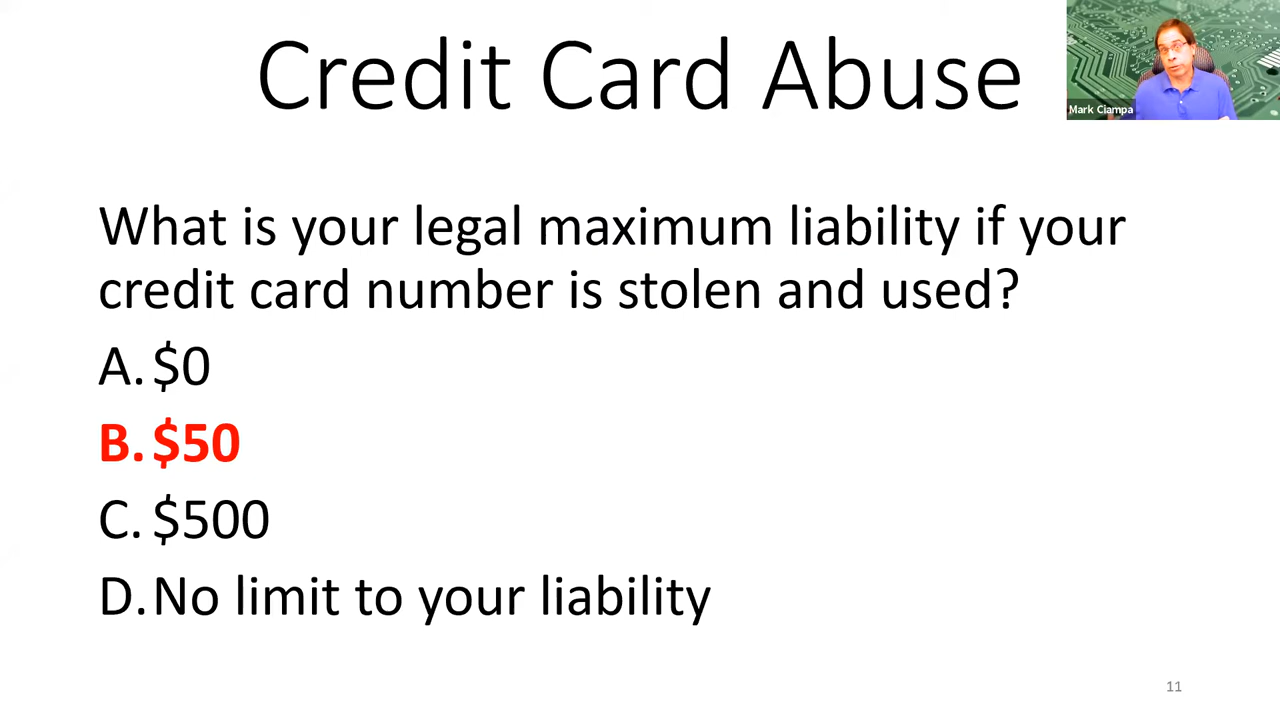 Credit Card Abuse
Mark Ciampa
What is your legal maximum liability if your
credit card number is stolen and used?
A. $0
B. $50
C. $500
D. No limit to your liability
11